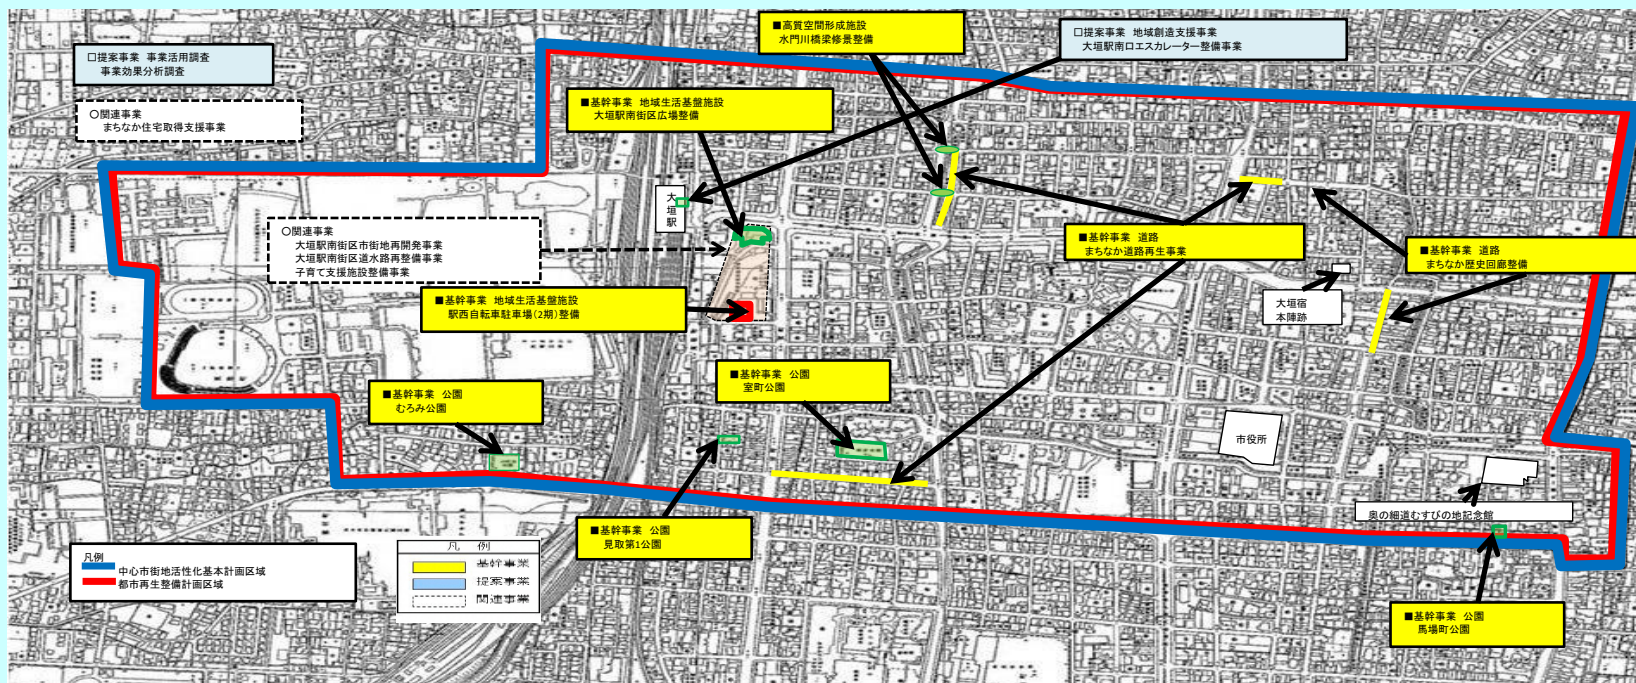 ■高質空間形成施設
水門川橋梁修景整備
□提案事業 地域創造支援事業
大垣駅南口エスカレーター整備事業
□提案事業 事業活用調査
事業効果分析調査
○関連事業
まちなか住宅取得支援事業
■基幹事業 地域生活基盤施設
大垣駅南街区広場整備
大垣駅
○関連事業
大垣駅南街区市街地再開発事業
大垣駅南街区道水路再整備事業
子育て支援施設整備事業
■基幹事業 道路
まちなか道路再生事業
■基幹事業 道路
まちなか歴史回廊整備
■基幹事業 地域生活基盤施設
駅西自転車駐車場(2期)整備
大垣宿
本陣跡
■基幹事業 公園
室町公園
■基幹事業 公園
むろみ公園
市役所
奥の細道むすびの地記念館
■基幹事業 公園
見取第1公園
凡例
中心市街地活性化基本計画区域
都市再生整備計画区域
凡 例
基幹事業
提案事業
関連事業
■基幹事業 公園
馬場町公園